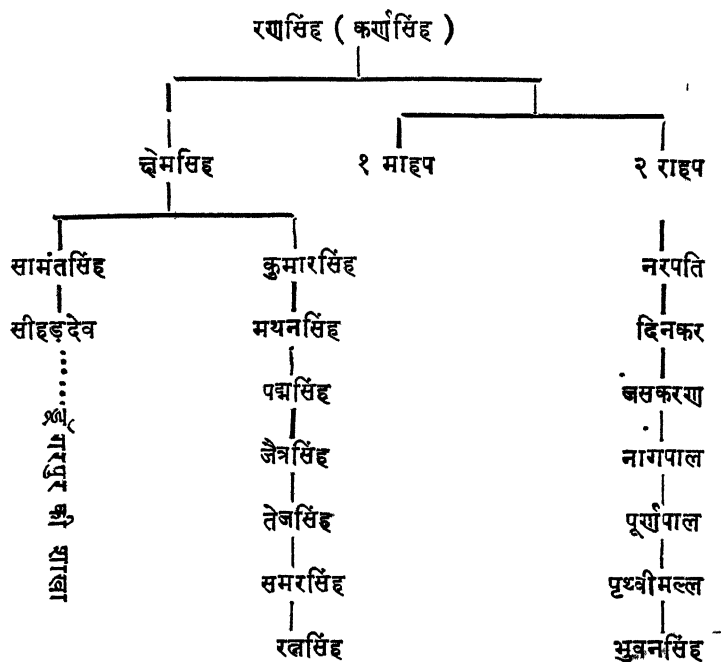 रणसिंह ( कर्णसिंह )
क्षेमसिंह १ माहप २ राहप
सामंतसिंह कुमारसिंह नरपति
सीहड़देव मथनसिंह दिनकर
पद्मसिंह जसकरण
जैत्रसिंह नागपाल
तेजसिंह पूर्णपाल
समरसिंह पृथ्वीमल्ल
रत्नसिंह भुवनसिंह
डूँगरपुर की शाखा